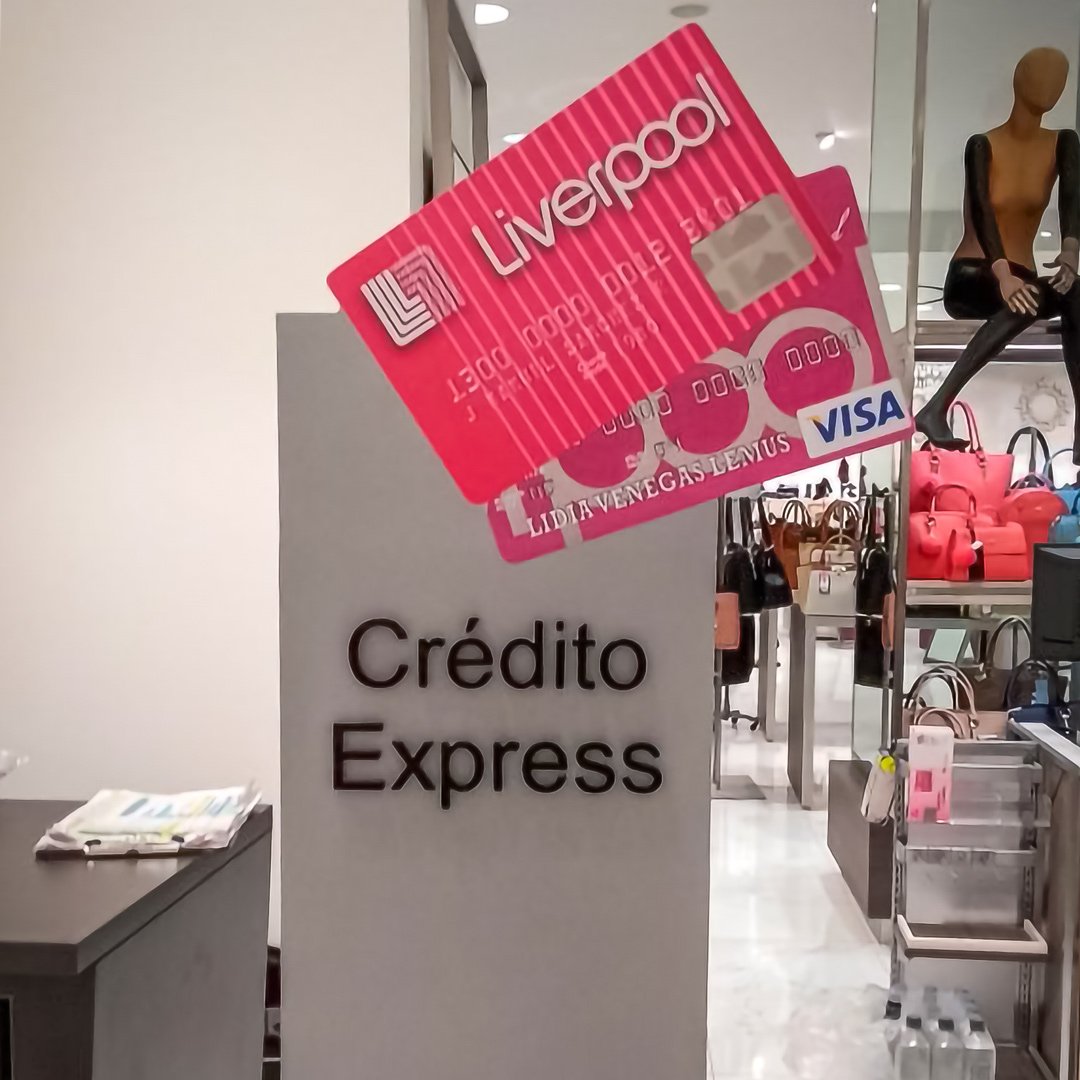 Liverpool
VISA
LIDIA VENEGAS LEMUS
Crédito
Express